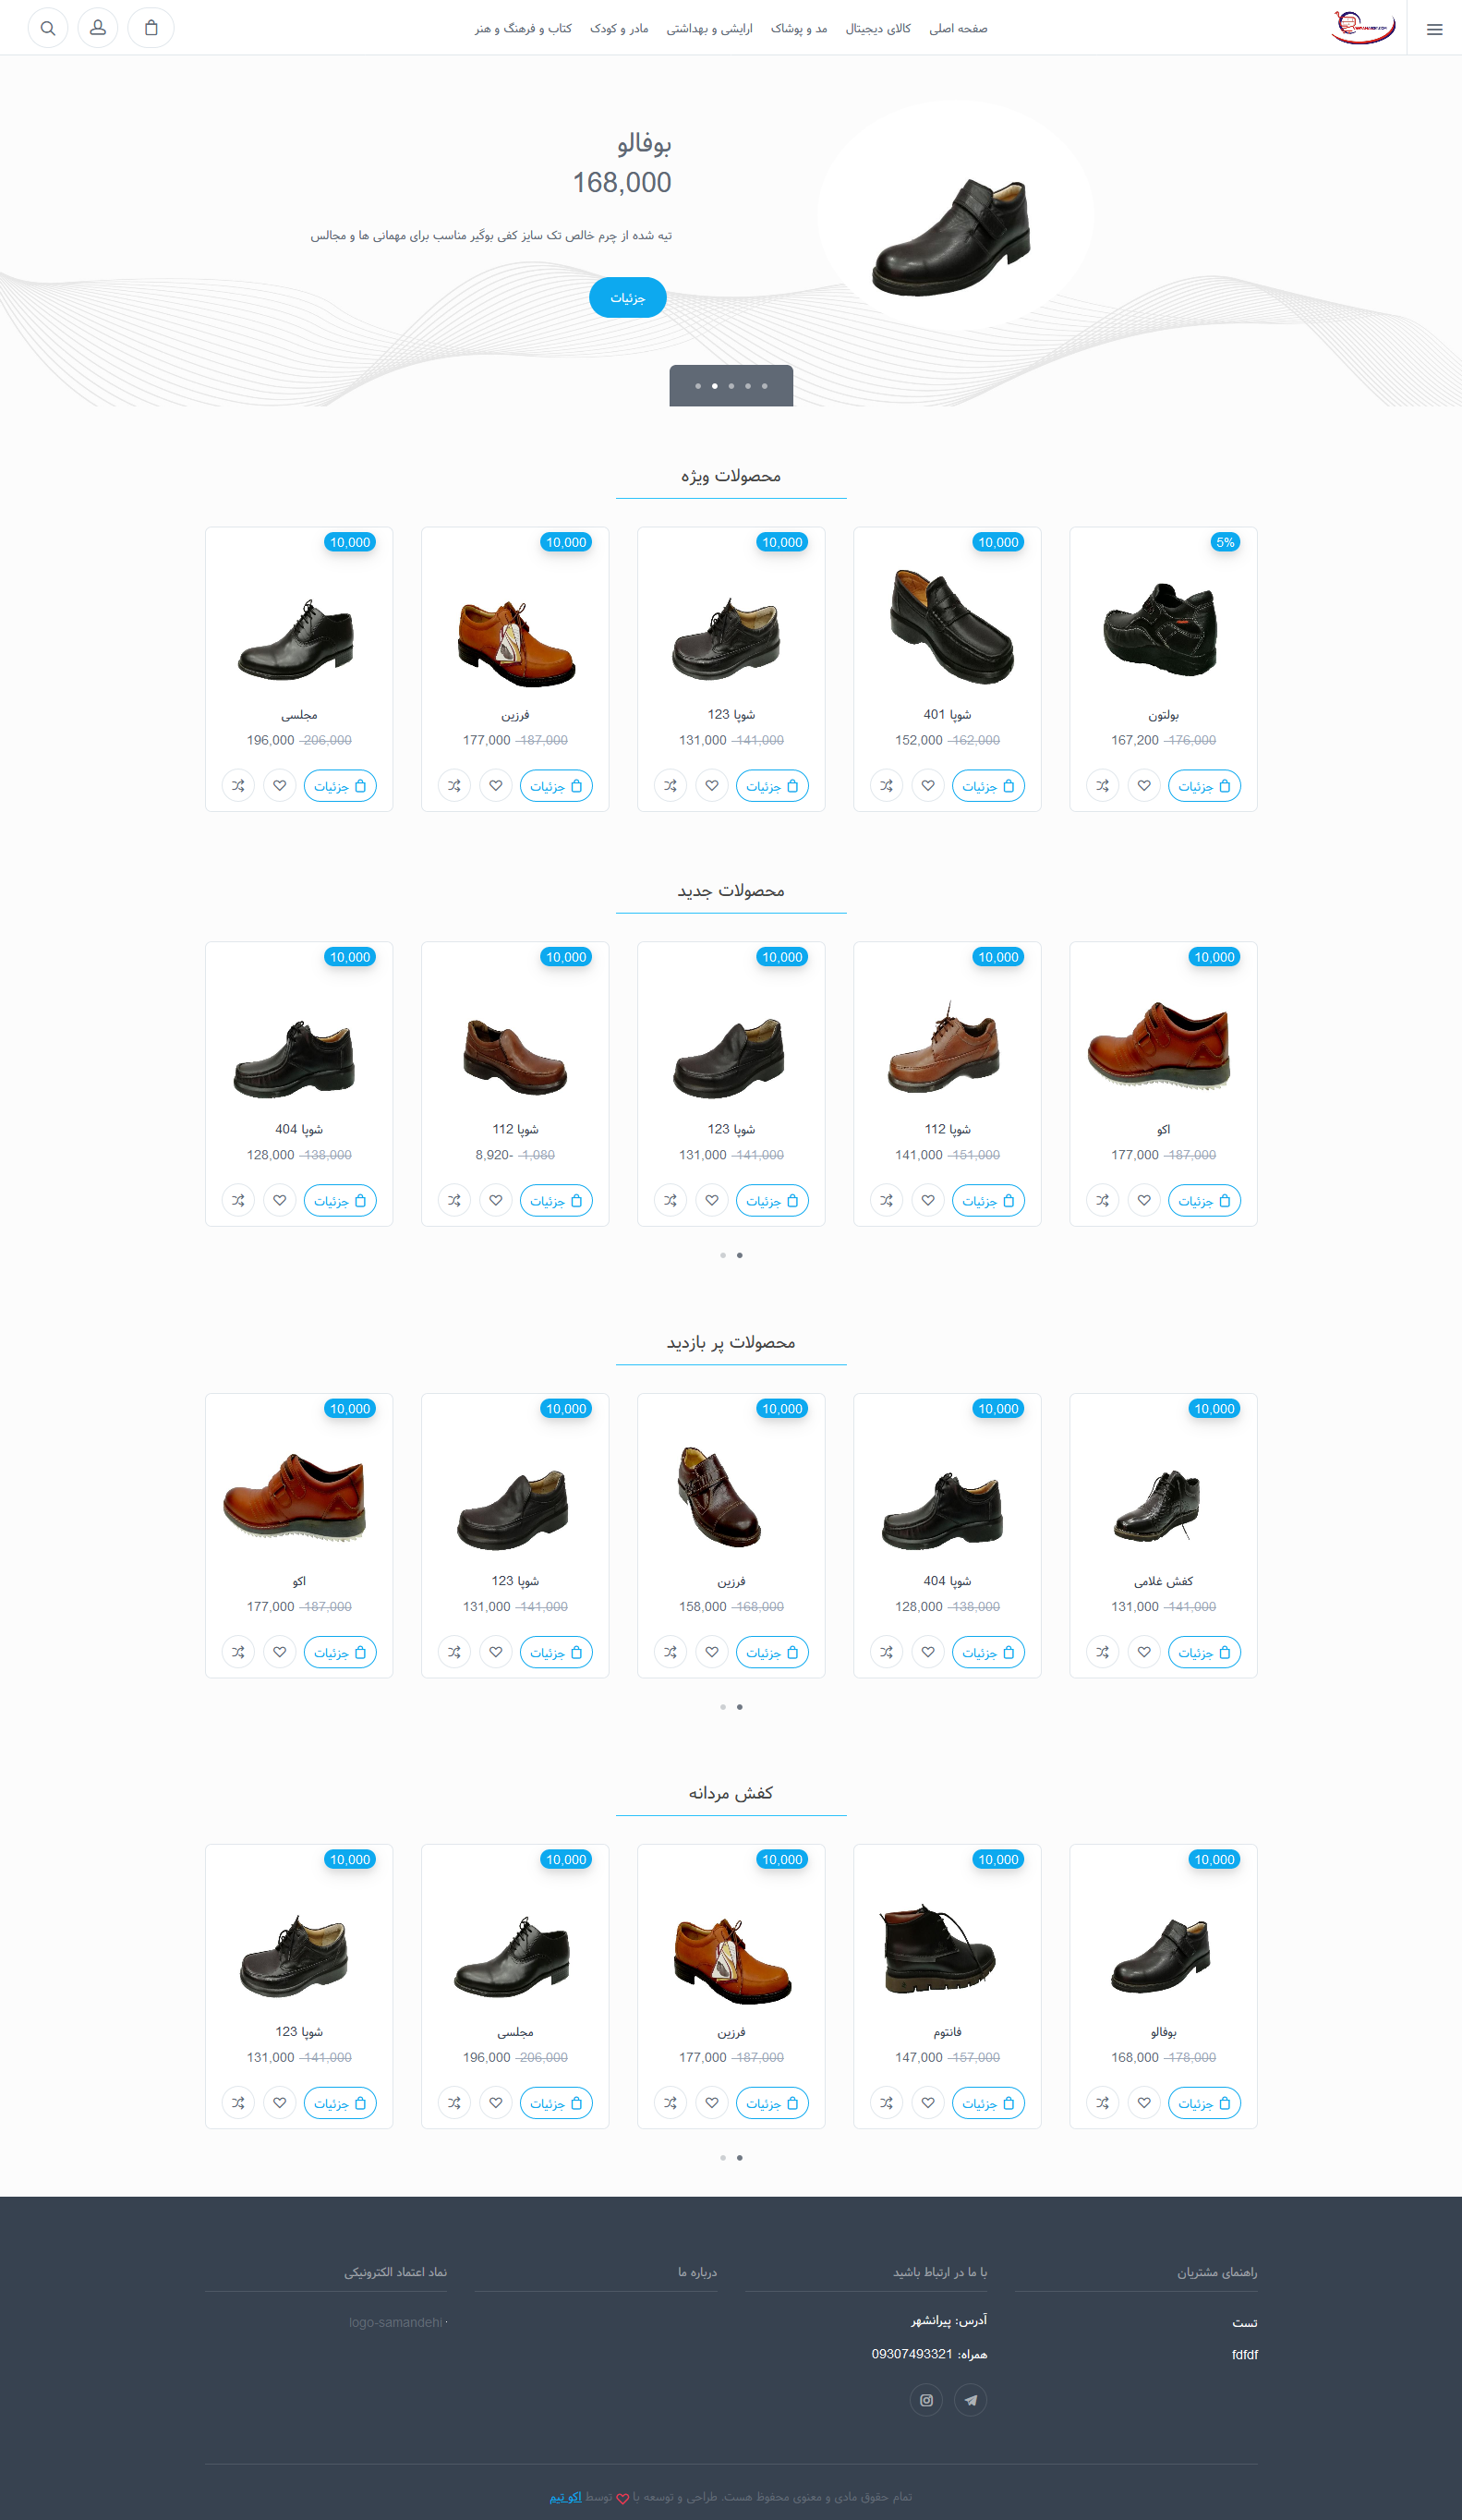 صفحه اصلی کالای دیجیتال مد و پوشاک ارایشی و بهداشتی مادر و کودک کتاب و فرهنگ و هنر
بوفالو
168,000
تیه شده از چرم خالص تک سایز کفی بوگیر مناسب برای مهمانی ها و مجالس
جزئیات
محصولات ویژه
5% 10,000 10,000 10,000 10,000
بولتون شوپا 401 شوپا 123 فرزین مجلسی
176,000 167,200 162,000 152,000 141,000 131,000 187,000 177,000 206,000 196,000
جزئیات جزئیات جزئیات جزئیات جزئیات
محصولات جدید
10,000 10,000 10,000 10,000 10,000
اکو شوپا 112 شوپا 123 شوپا 112 شوپا 404
187,000 177,000 151,000 141,000 141,000 131,000 1,080 8,920- 138,000 128,000
جزئیات جزئیات جزئیات جزئیات جزئیات
محصولات پر بازدید
10,000 10,000 10,000 10,000 10,000
کفش غلامی شوپا 404 فرزین شوپا 123 اکو
141,000 131,000 138,000 128,000 168,000 158,000 141,000 131,000 187,000 177,000
جزئیات جزئیات جزئیات جزئیات جزئیات
کفش مردانه
10,000 10,000 10,000 10,000 10,000
بوفالو فانتوم فرزین مجلسی شوپا 123
178,000 168,000 157,000 147,000 187,000 177,000 206,000 196,000 141,000 131,000
جزئیات جزئیات جزئیات جزئیات جزئیات
راهنمای مشتریان
تست
fdfdf
با ما در ارتباط باشید
آدرس: پیرانشهر
همراه: 09307493321
درباره ما
نماد اعتماد الکترونیکی
logo-samandehi
تمام حقوق مادی و معنوی محفوظ هست. طراحی و توسعه با توسط اکو تیم